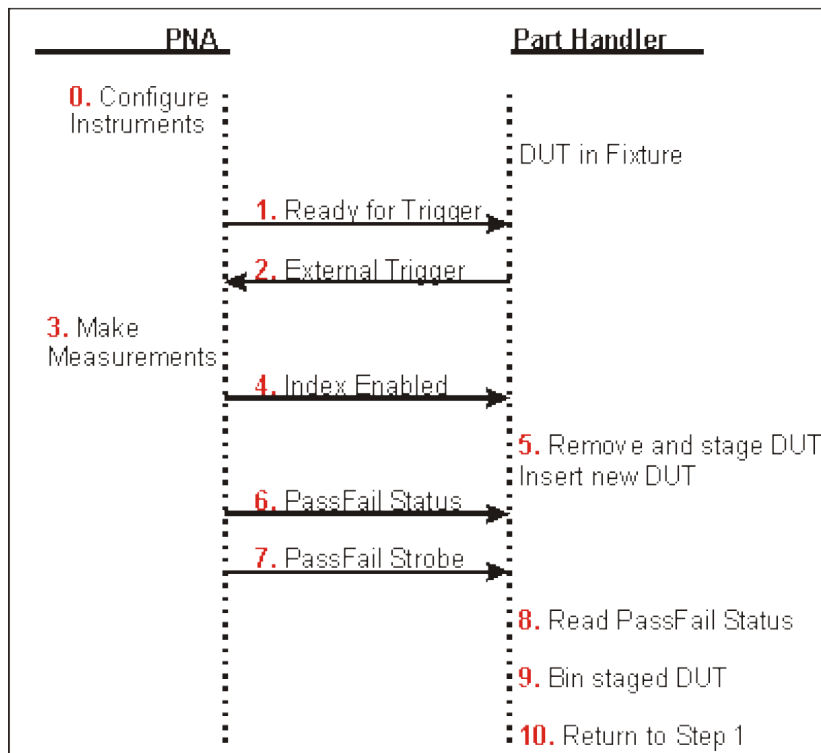 PNA
Part Handler
0. Configure
Instruments
DUT in Fixture
1. Ready for Trigger
2. External Trigger
3. Make
Measurements
4. Index Enabled
5. Remove and stage DUT
Insert new DUT
6. PassFail Status
7. PassFail Strobe
8. Read PassFail Status
9. Bin staged DUT
10. Return to Step 1